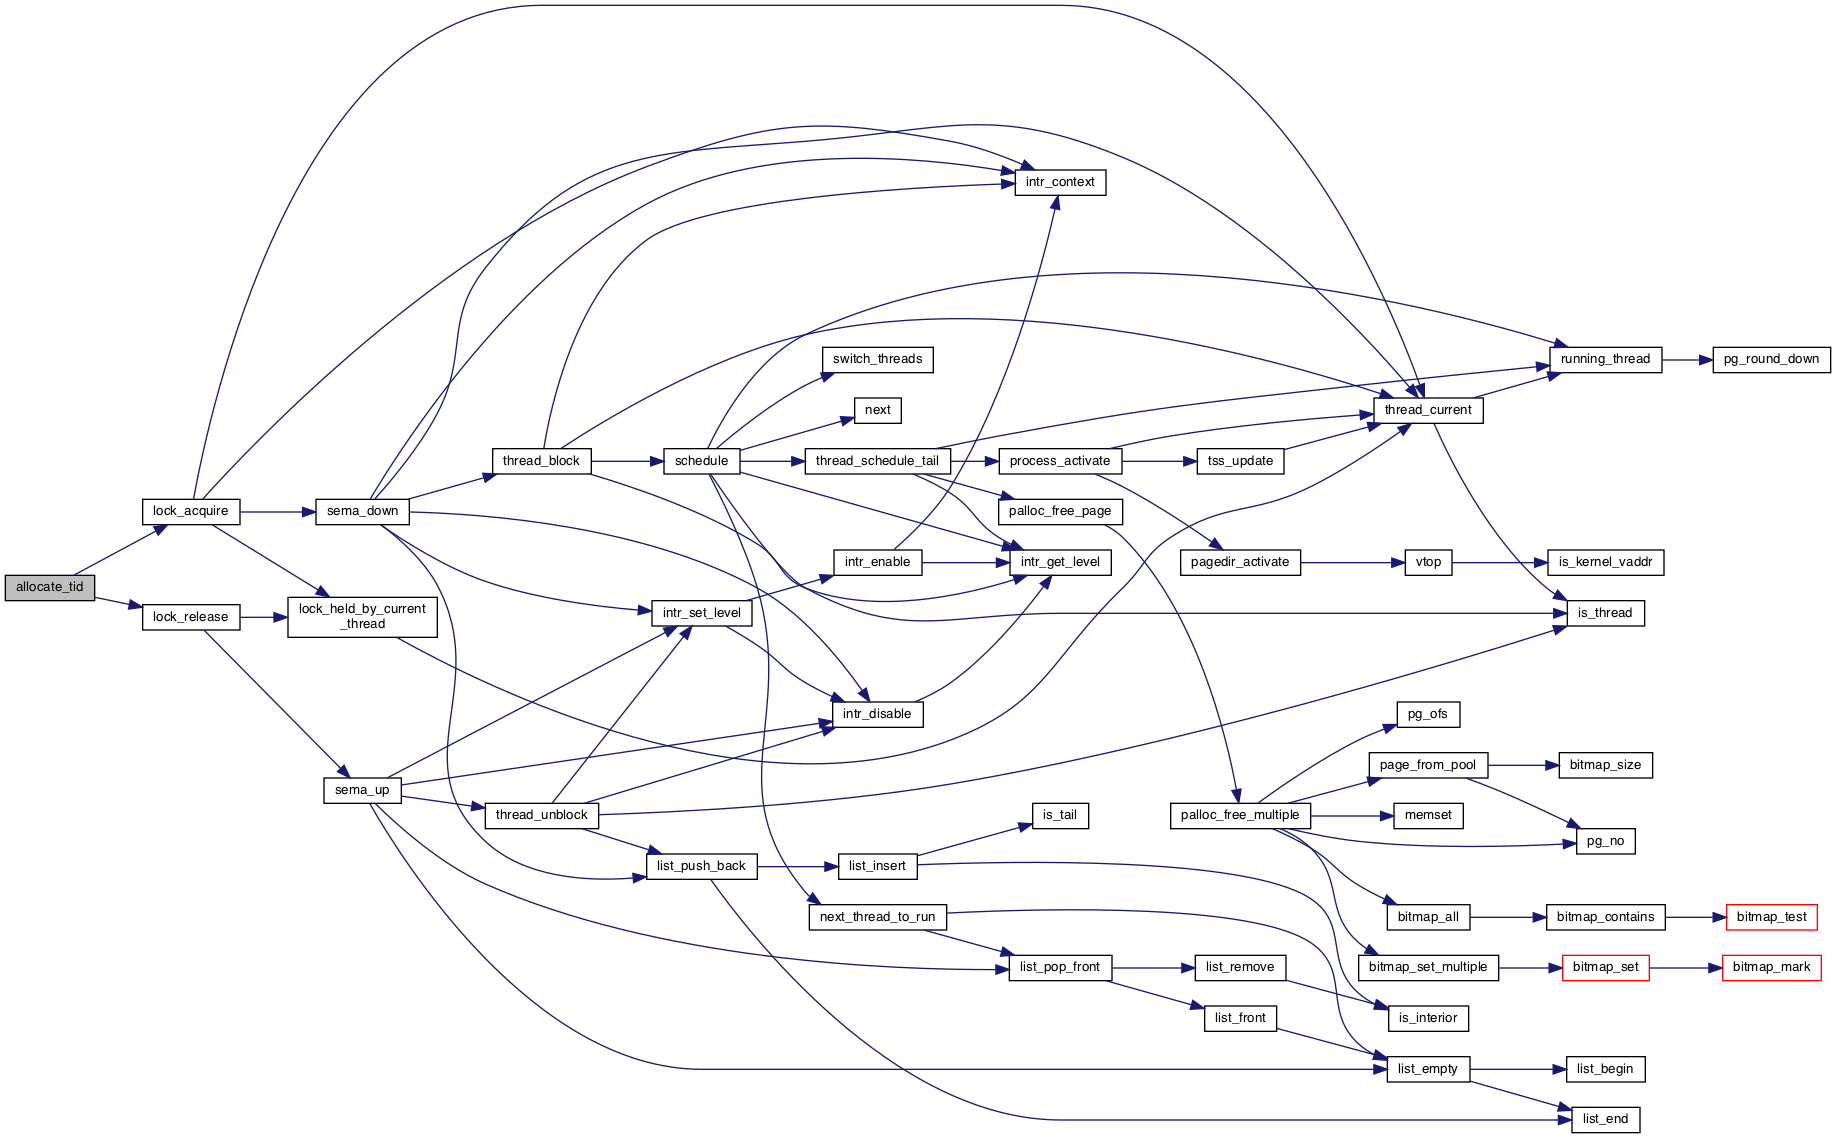 intr_context
switch_threads
running_thread
pg_round_down
next
thread_current
thread_block
schedule
thread_schedule_tail
process_activate
tss_update
lock_acquire
sema_down
palloc_free_page
intr_enable
intr_get_level
pagedir_activate
vtop
is_kernel_vaddr
allocate_tid
lock_release
lock_held_by_current
_thread
intr_set_level
is_thread
intr_disable
pg_ofs
page_from_pool
bitmap_size
sema_up
thread_unblock
is_tail
palloc_free_multiple
memset
pg_no
list_push_back
list_insert
next_thread_to_run
bitmap_all
bitmap_contains
bitmap_test
list_pop_front
list_remove
bitmap_set_multiple
bitmap_set
bitmap_mark
list_front
is_interior
list_empty
list_begin
list_end